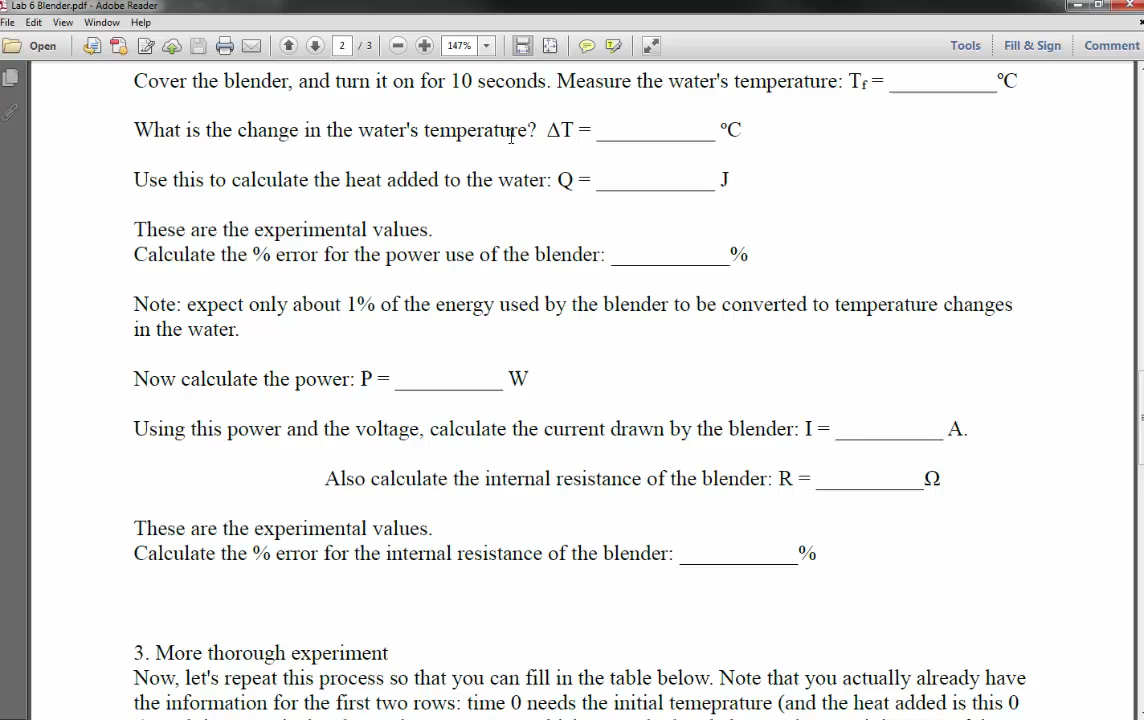 Lab 6 Blender.pdf - Adobe Reader
File Edit View Window Help
Open 2 / 3 147% Tools Fill & Sign Comment
Cover the blender, and turn it on for 10 seconds. Measure the water's temperature: Tf = __________ºC
What is the change in the water's temperature? ΔT = ___________ ºC
Use this to calculate the heat added to the water: Q = ___________ J
These are the experimental values.
Calculate the % error for the power use of the blender: ___________%
Note: expect only about 1% of the energy used by the blender to be converted to temperature changes
in the water.
Now calculate the power: P = __________ W
Using this power and the voltage, calculate the current drawn by the blender: I = __________ A.
Also calculate the internal resistance of the blender: R = __________Ω
These are the experimental values.
Calculate the % error for the internal resistance of the blender: ___________%
3. More thorough experiment
Now, let's repeat this process so that you can fill in the table below. Note that you actually already have
the information for the first two rows: time 0 needs the initial temeprature (and the heat added is this 0